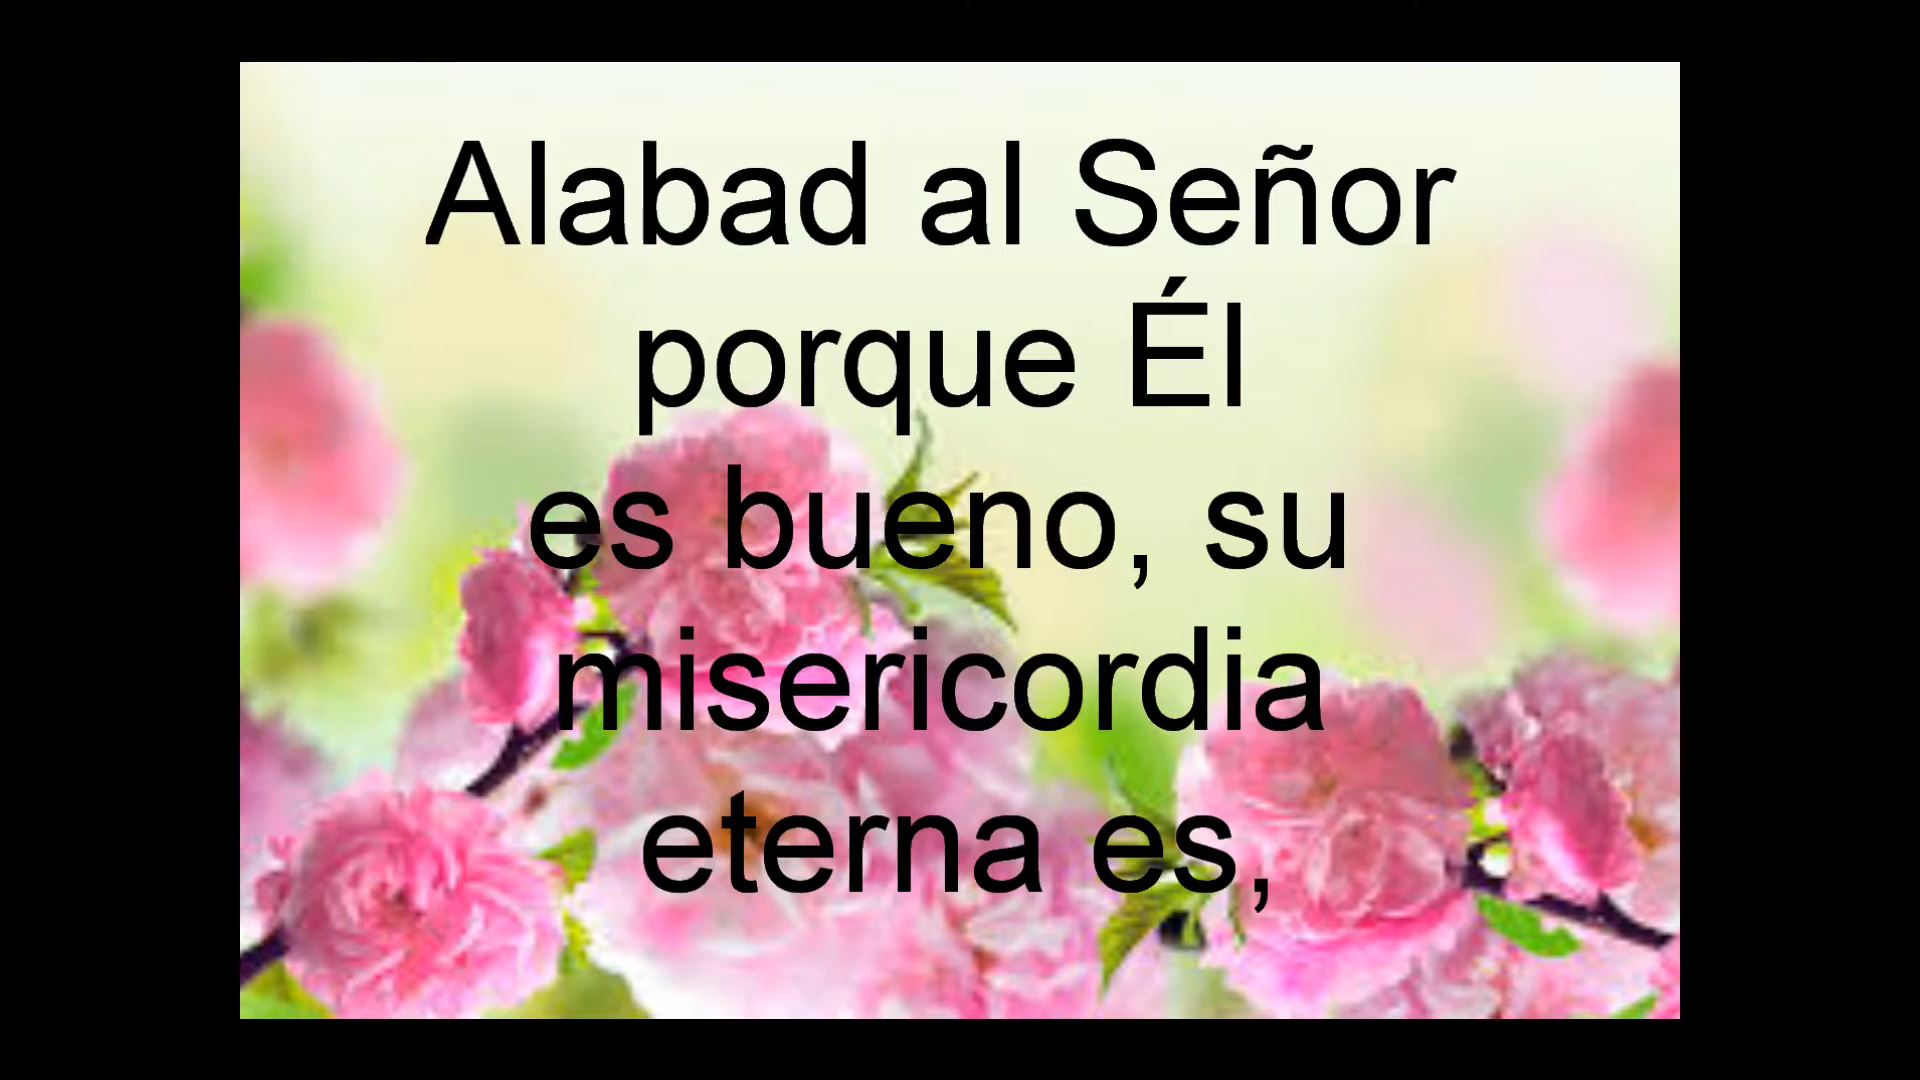 Alabad al Señor
porque Él
es bueno, su
misericordia
eterna es,